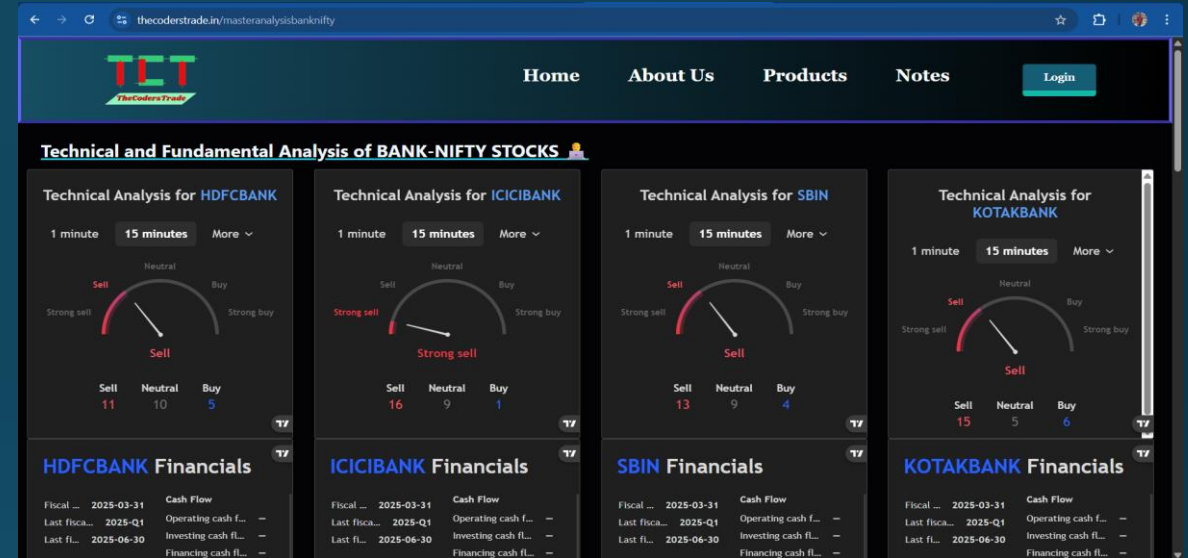 thecoderstrade.in/masteranalysisbanknifty
TCT
TheCodersTrade
Home About Us Products Notes Login
Technical and Fundamental Analysis of BANK-NIFTY STOCKS
Technical Analysis for HDFCBANK
1 minute 15 minutes More
Neutral
Sell Buy
Strong sell Strong buy
Sell
Sell Neutral Buy
11 10 5
Technical Analysis for ICICIBANK
1 minute 15 minutes More
Neutral
Sell Buy
Strong sell Strong buy
Strong sell
Sell Neutral Buy
16 9 1
Technical Analysis for SBIN
1 minute 15 minutes More
Neutral
Sell Buy
Strong sell Strong buy
Sell
Sell Neutral Buy
13 9 4
Technical Analysis for
KOTAKBANK
1 minute 15 minutes More
Neutral
Sell Buy
Strong sell Strong buy
Sell
Sell Neutral Buy
15 5 6
HDFCBANK Financials
Fiscal ... 2025-03-31
Last fisca... 2025-Q1
Last fi... 2025-06-30
Cash Flow
Operating cash f... —
Investing cash fl... —
Financing cash fl... —
ICICIBANK Financials
Fiscal ... 2025-03-31
Last fisca... 2025-Q1
Last fi... 2025-06-30
Cash Flow
Operating cash f... —
Investing cash fl... —
Financing cash fl... —
SBIN Financials
Fiscal ... 2025-03-31
Last fisca... 2025-Q1
Last fi... 2025-06-30
Cash Flow
Operating cash f... —
Investing cash fl... —
Financing cash fl... —
KOTAKBANK Financials
Fiscal ... 2025-03-31
Last fisca... 2025-Q1
Last fi... 2025-06-30
Cash Flow
Operating cash f... —
Investing cash fl... —
Financing cash fl... —